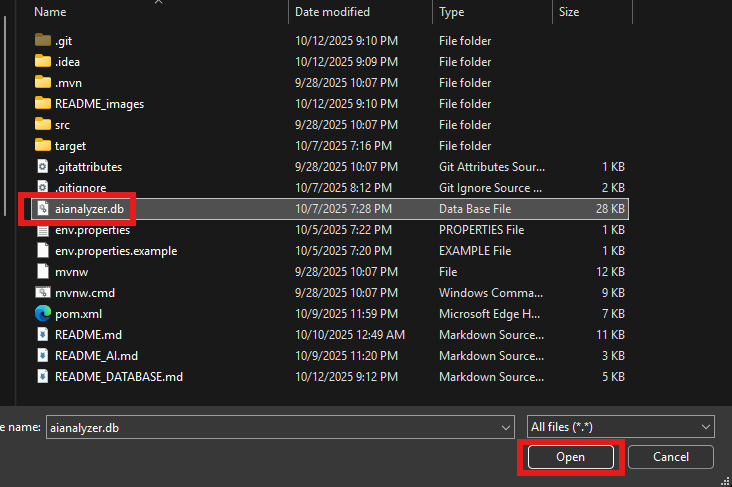 Name Date modified Type Size
.git 10/12/2025 9:10 PM File folder
.idea 10/12/2025 9:09 PM File folder
.mvn 9/28/2025 10:07 PM File folder
README_images 10/12/2025 9:10 PM File folder
src 9/28/2025 10:07 PM File folder
target 10/7/2025 7:16 PM File folder
.gitattributes 9/28/2025 10:07 PM Git Attributes Sour... 1 KB
.gitignore 10/7/2025 8:12 PM Git Ignore Source ... 2 KB
aianalyzer.db 10/7/2025 7:28 PM Data Base File 28 KB
env.properties 10/5/2025 7:22 PM PROPERTIES File 1 KB
env.properties.example 10/5/2025 7:20 PM EXAMPLE File 1 KB
mvnw 9/28/2025 10:07 PM File 12 KB
mvnw.cmd 9/28/2025 10:07 PM Windows Comma... 9 KB
pom.xml 10/9/2025 11:59 PM Microsoft Edge H... 7 KB
README.md 10/10/2025 12:49 AM Markdown Source... 11 KB
README_AI.md 10/9/2025 11:20 PM Markdown Source... 3 KB
README_DATABASE.md 10/12/2025 9:12 PM Markdown Source... 5 KB
e name: aianalyzer.db All files (*.*)
Open Cancel